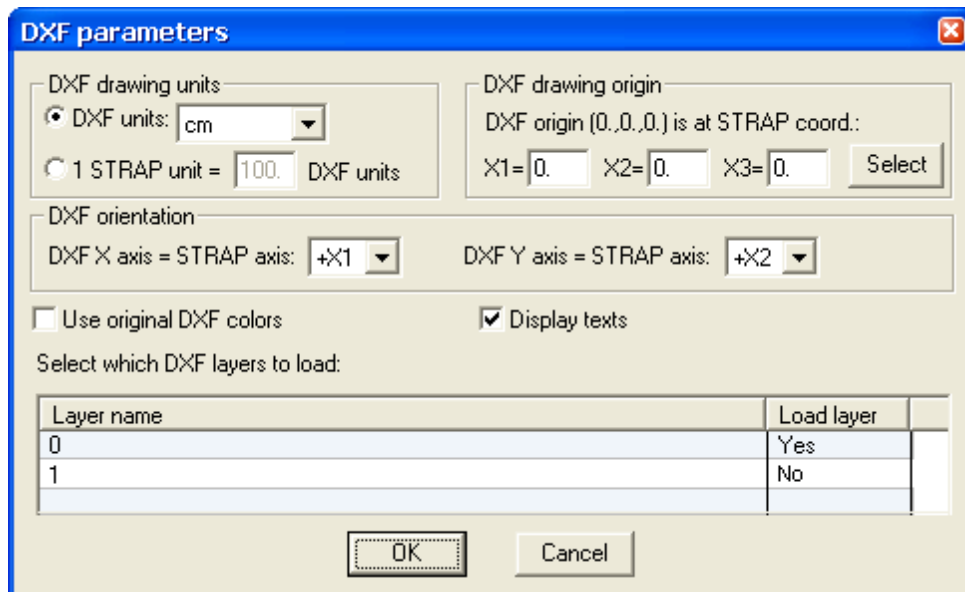 DXF parameters
DXF drawing units
DXF units: cm
1 STRAP unit = 100. DXF units
DXF drawing origin
DXF origin (0.,0.,0.) is at STRAP coord.:
X1= 0. X2= 0. X3= 0. Select
DXF orientation
DXF X axis = STRAP axis: +X1 DXF Y axis = STRAP axis: +X2
Use original DXF colors Display texts
Select which DXF layers to load:
Layer name Load layer
0 Yes
1 No
OK Cancel